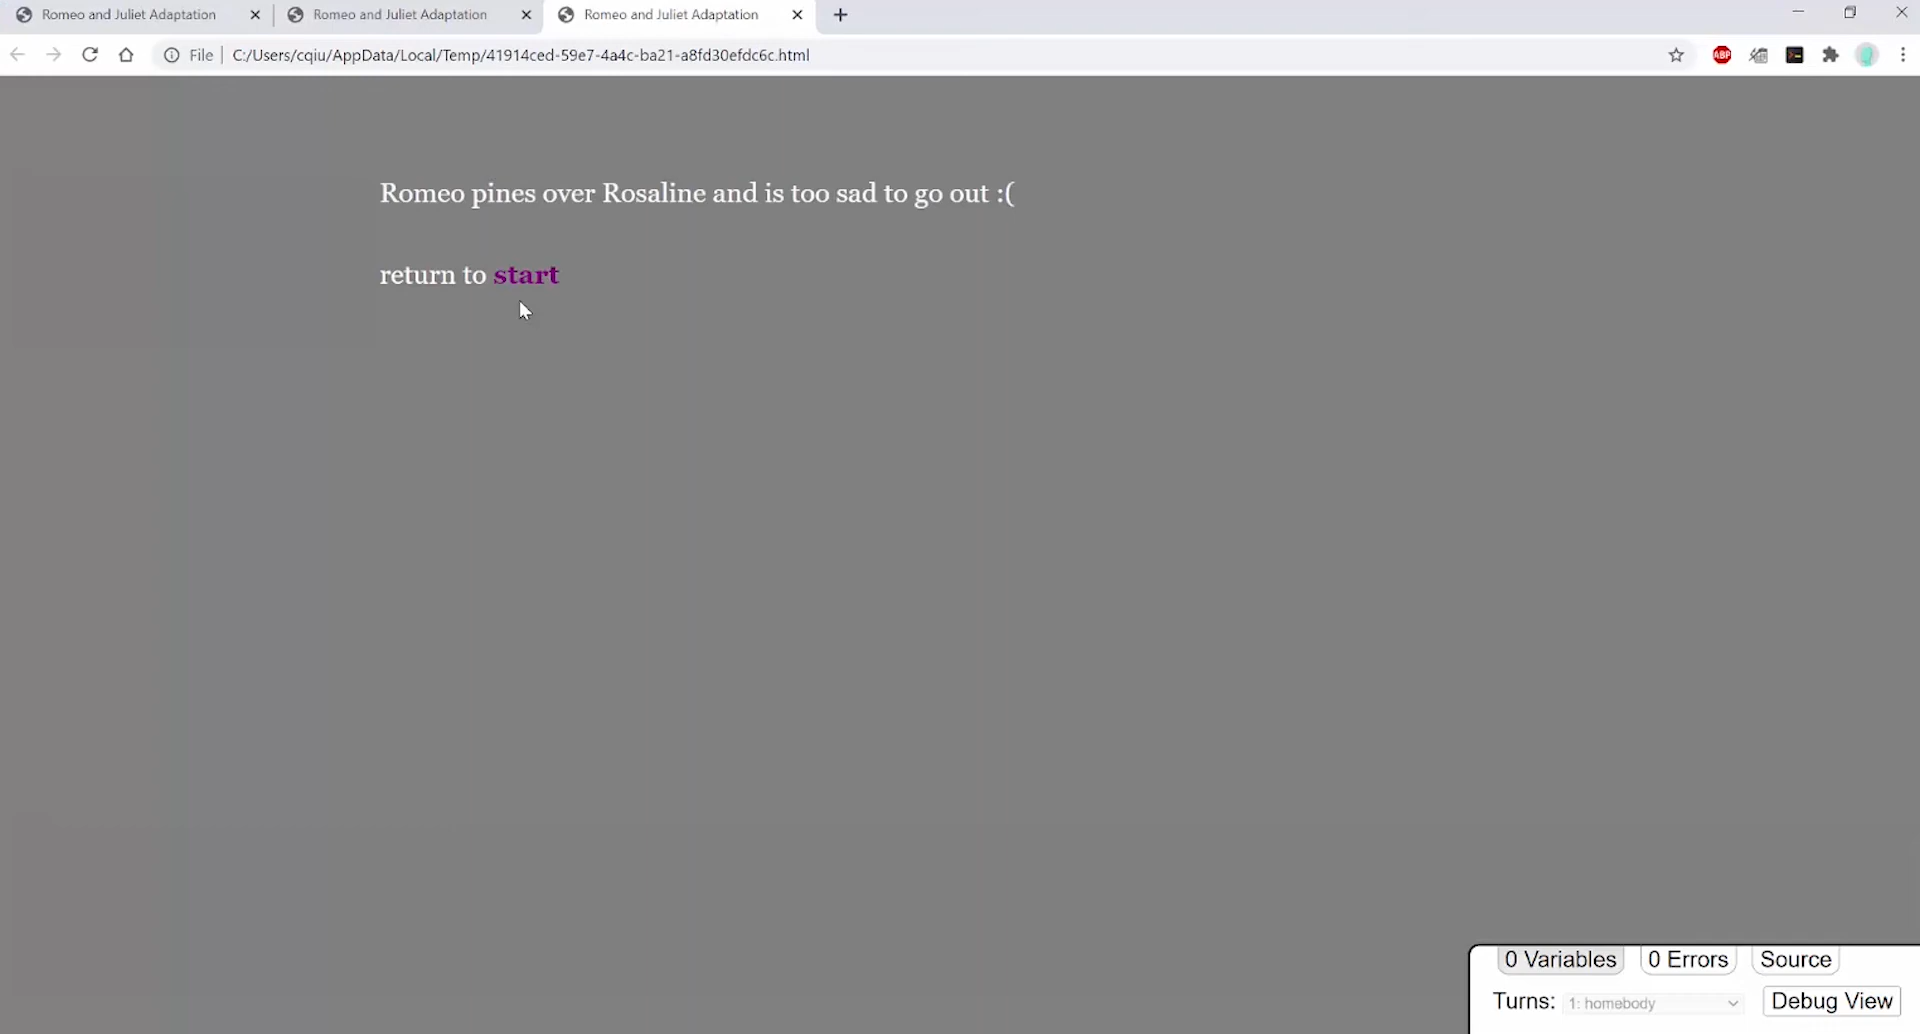 Romeo and Juliet Adaptation
Romeo and Juliet Adaptation
Romeo and Juliet Adaptation
File
C:/Users/cqiu/AppData/Local/Temp/41914ced-59e7-4a4c-ba21-a8fd30efdc6c.html
ABP
Romeo pines over Rosaline and is too sad to go out :(
return to start
0 Variables 0 Errors Source
Turns: 1: homebody Debug View